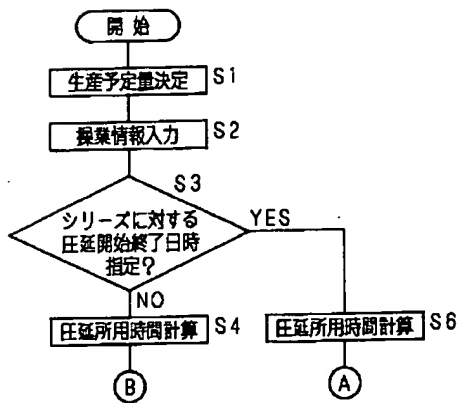 開始
生産予定量決定 S1
操業情報入力 S2
S3
シリーズに対する
圧延開始終了日時
指定?
YES
NO
圧延所用時間計算 S4
圧延所用時間計算 S6
B
A